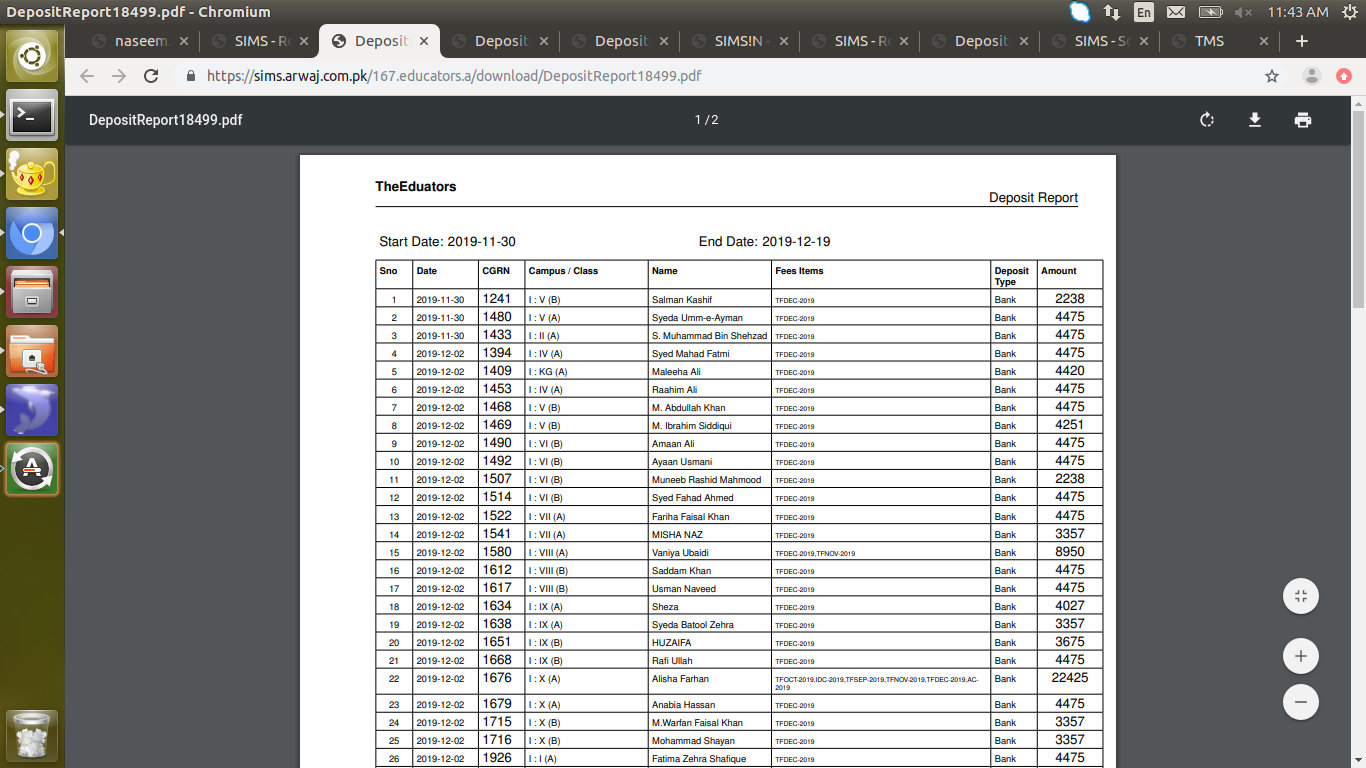 DepositReport18499.pdf - Chromium
En
11:43 AM
naseem
SIMS - R
Deposit
Deposit
Deposit
SIMS!N -
SIMS - R
Deposit
SIMS - Sc
TMS
https://sims.arwaj.com.pk/167.educators.a/download/DepositReport18499.pdf
DepositReport18499.pdf
1 / 2
TheEduators
Deposit Report
Start Date: 2019-11-30 End Date: 2019-12-19
Sno Date CGRN Campus / Class Name Fees Items Deposit Type Amount
1 2019-11-30 1241 I : V (B) Salman Kashif TFDEC-2019 Bank 2238
2 2019-11-30 1480 I : V (A) Syeda Umm-e-Ayman TFDEC-2019 Bank 4475
3 2019-11-30 1433 I : II (A) S. Muhammad Bin Shehzad TFDEC-2019 Bank 4475
4 2019-12-02 1394 I : IV (A) Syed Mahad Fatmi TFDEC-2019 Bank 4475
5 2019-12-02 1409 I : KG (A) Maleeha Ali TFDEC-2019 Bank 4420
6 2019-12-02 1453 I : IV (A) Raahim Ali TFDEC-2019 Bank 4475
7 2019-12-02 1468 I : V (B) M. Abdullah Khan TFDEC-2019 Bank 4475
8 2019-12-02 1469 I : V (B) M. Ibrahim Siddiqui TFDEC-2019 Bank 4251
9 2019-12-02 1490 I : VI (B) Amaan Ali TFDEC-2019 Bank 4475
10 2019-12-02 1492 I : VI (B) Ayaan Usmani TFDEC-2019 Bank 4475
11 2019-12-02 1507 I : VI (B) Muneeb Rashid Mahmood TFDEC-2019 Bank 2238
12 2019-12-02 1514 I : VI (B) Syed Fahad Ahmed TFDEC-2019 Bank 4475
13 2019-12-02 1522 I : VII (A) Fariha Faisal Khan TFDEC-2019 Bank 4475
14 2019-12-02 1541 I : VII (A) MISHA NAZ TFDEC-2019 Bank 3357
15 2019-12-02 1580 I : VIII (A) Vaniya Ubaidi TFDEC-2019,TFNOV-2019 Bank 8950
16 2019-12-02 1612 I : VIII (B) Saddam Khan TFDEC-2019 Bank 4475
17 2019-12-02 1617 I : VIII (B) Usman Naveed TFDEC-2019 Bank 4475
18 2019-12-02 1634 I : IX (A) Sheza TFDEC-2019 Bank 4027
19 2019-12-02 1638 I : IX (A) Syeda Batool Zehra TFDEC-2019 Bank 3357
20 2019-12-02 1651 I : IX (B) HUZAIFA TFDEC-2019 Bank 3675
21 2019-12-02 1668 I : IX (B) Rafi Ullah TFDEC-2019 Bank 4475
22 2019-12-02 1676 I : X (A) Alisha Farhan TFOCT-2019,IDC-2019,TFSEP-2019,TFNOV-2019,TFDEC-2019,AC- Bank 22425
2019
23 2019-12-02 1679 I : X (A) Anabia Hassan TFDEC-2019 Bank 4475
24 2019-12-02 1715 I : X (B) M.Warfan Faisal Khan TFDEC-2019 Bank 3357
25 2019-12-02 1716 I : X (B) Mohammad Shayan TFDEC-2019 Bank 3357
26 2019-12-02 1926 I : I (A) Fatima Zehra Shafique TFDEC-2019 Bank 4475